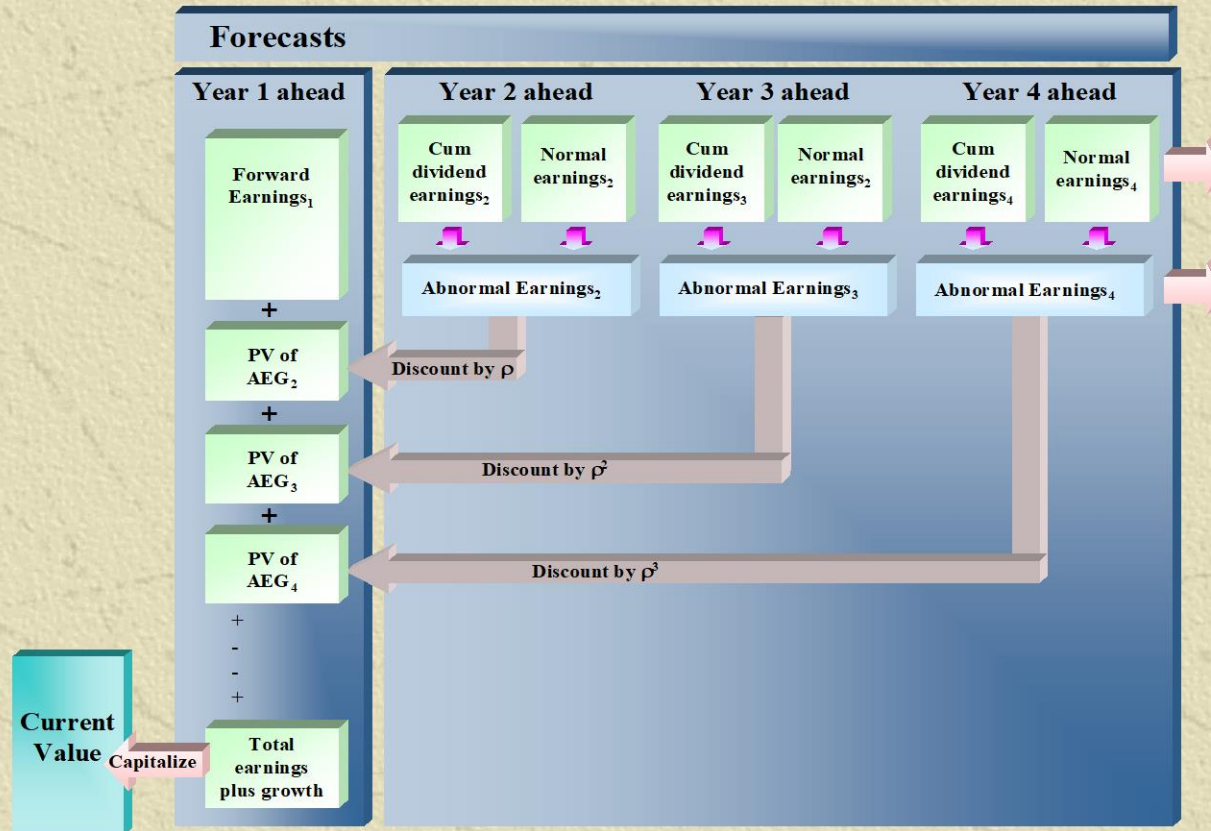 Forecasts
Year 1 ahead
Year 2 ahead
Year 3 ahead
Year 4 ahead
Forward
Earnings₁
Cum
dividend
earnings₂
Normal
earnings₂
Cum
dividend
earnings₃
Normal
earnings₂
Cum
dividend
earnings₄
Normal
earnings₄
Abnormal Earnings₂
Abnormal Earnings₃
Abnormal Earnings₄
+
PV of
AEG₂
Discount by ρ
+
PV of
AEG₃
Discount by ρ²
+
PV of
AEG₄
Discount by ρ³
+
-
-
+
Total
earnings
plus growth
Capitalize
Current
Value